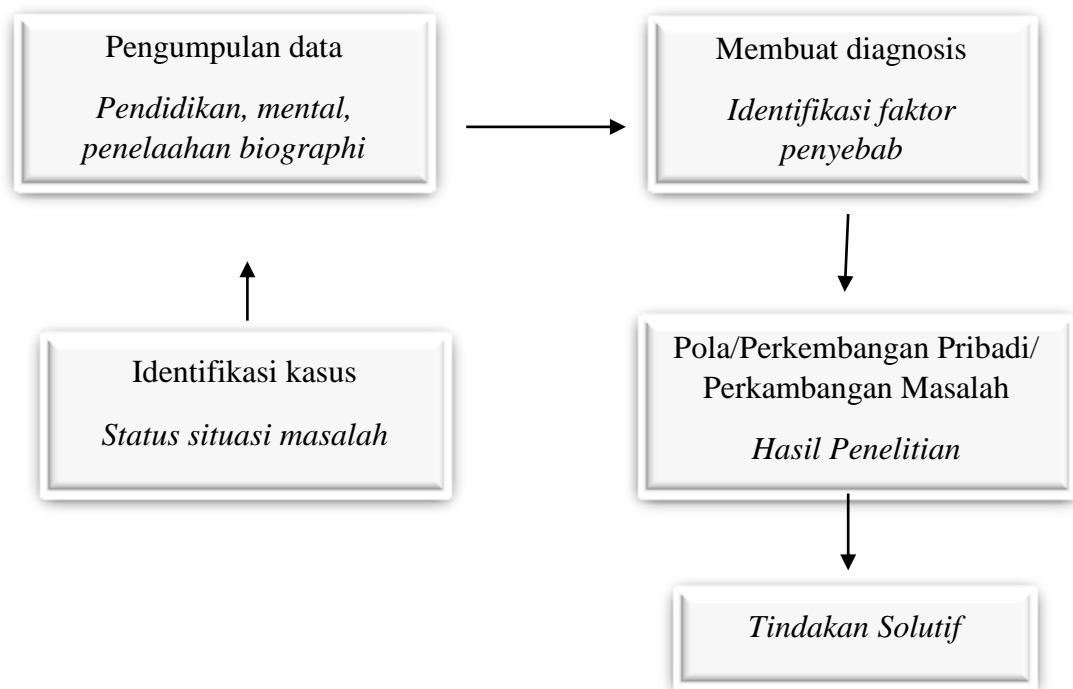 Pengumpulan data
Pendidikan, mental,
penelaahan biographi
Membuat diagnosis
Identifikasi faktor
penyebab
Identifikasi kasus
Status situasi masalah
Pola/Perkembangan Pribadi/
Perkambangan Masalah
Hasil Penelitian
Tindakan Solutif